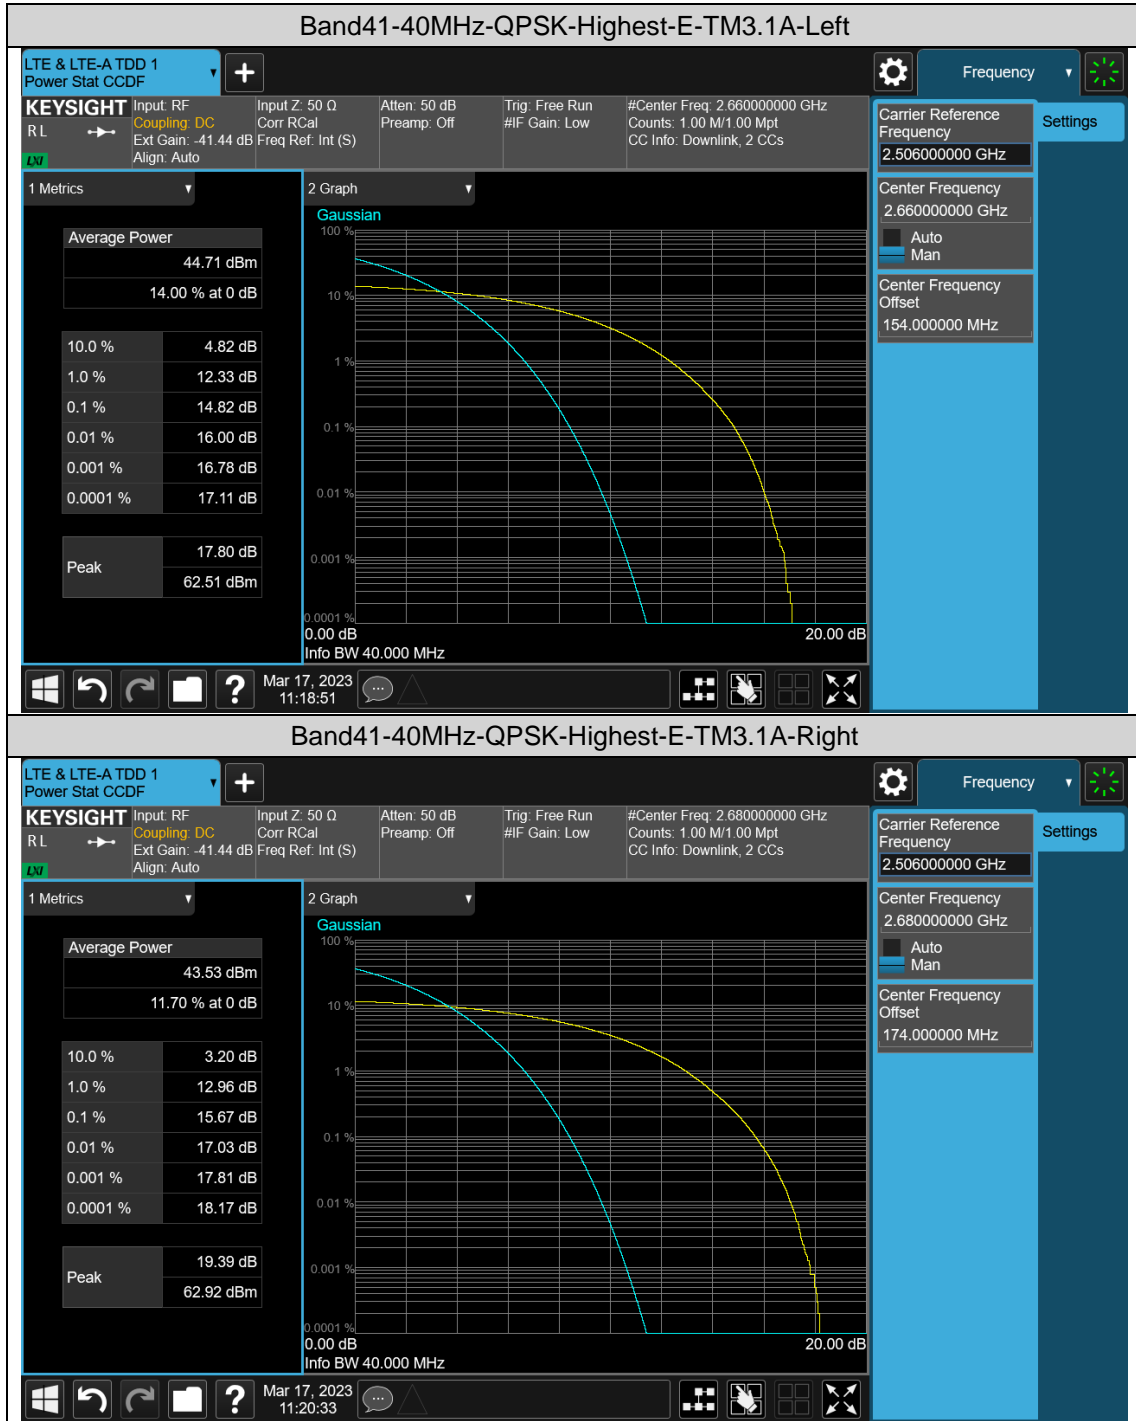 Band41-40MHz-QPSK-Highest-E-TM3.1A-Left
LTE & LTE-A TDD 1
Power Stat CCDF
Frequency
KEYSIGHT
RL
LXI
Input: RF
Coupling: DC
Ext Gain: -41.44 dB
Align: Auto
Input Z: 50 Ω
Corr RCal
Freq Ref: Int (S)
Atten: 50 dB
Preamp: Off
Trig: Free Run
#IF Gain: Low
#Center Freq: 2.660000000 GHz
Counts: 1.00 M/1.00 Mpt
CC Info: Downlink, 2 CCs
Carrier Reference
Frequency
2.506000000 GHz
Settings
Center Frequency
2.660000000 GHz
Auto
Man
Center Frequency
Offset
154.000000 MHz
1 Metrics
Average Power
44.71 dBm
14.00 % at 0 dB
10.0 % 4.82 dB
1.0 % 12.33 dB
0.1 % 14.82 dB
0.01 % 16.00 dB
0.001 % 16.78 dB
0.0001 % 17.11 dB
Peak
17.80 dB
62.51 dBm
2 Graph
Gaussian
100 %
10 %
1 %
0.1 %
0.01 %
0.001 %
0.0001 %
0.00 dB 20.00 dB
Info BW 40.000 MHz
Mar 17, 2023
11:18:51
Band41-40MHz-QPSK-Highest-E-TM3.1A-Right
LTE & LTE-A TDD 1
Power Stat CCDF
Frequency
KEYSIGHT
RL
LXI
Input: RF
Coupling: DC
Ext Gain: -41.44 dB
Align: Auto
Input Z: 50 Ω
Corr RCal
Freq Ref: Int (S)
Atten: 50 dB
Preamp: Off
Trig: Free Run
#IF Gain: Low
#Center Freq: 2.680000000 GHz
Counts: 1.00 M/1.00 Mpt
CC Info: Downlink, 2 CCs
Carrier Reference
Frequency
2.506000000 GHz
Settings
Center Frequency
2.680000000 GHz
Auto
Man
Center Frequency
Offset
174.000000 MHz
1 Metrics
Average Power
43.53 dBm
11.70 % at 0 dB
10.0 % 3.20 dB
1.0 % 12.96 dB
0.1 % 15.67 dB
0.01 % 17.03 dB
0.001 % 17.81 dB
0.0001 % 18.17 dB
Peak
19.39 dB
62.92 dBm
2 Graph
Gaussian
100 %
10 %
1 %
0.1 %
0.01 %
0.001 %
0.0001 %
0.00 dB 20.00 dB
Info BW 40.000 MHz
Mar 17, 2023
11:20:33